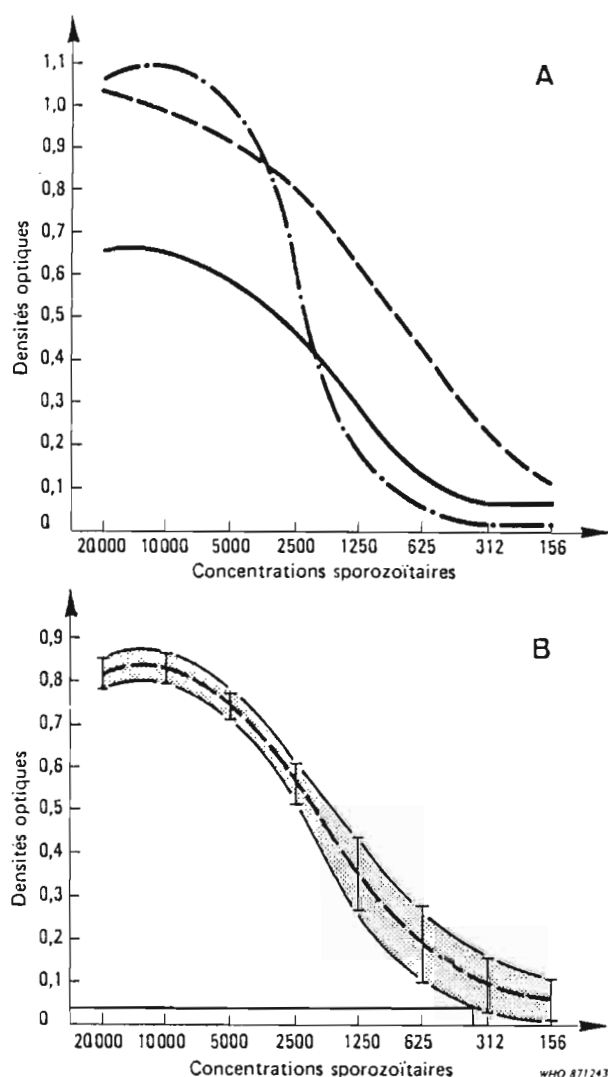 A
1,1
1,0
0,9
0,8
0,7
0,6
0,5
0,4
0,3
0,2
0,1
0
Densités optiques
20000 10000 5000 2500 1250 625 312 156
Concentrations sporozoïtaires
B
0,9
0,8
0,7
0,6
0,5
0,4
0,3
0,2
0,1
0
Densités optiques
20000 10000 5000 2500 1250 625 312 156
Concentrations sporozoïtaires
WHO 871243